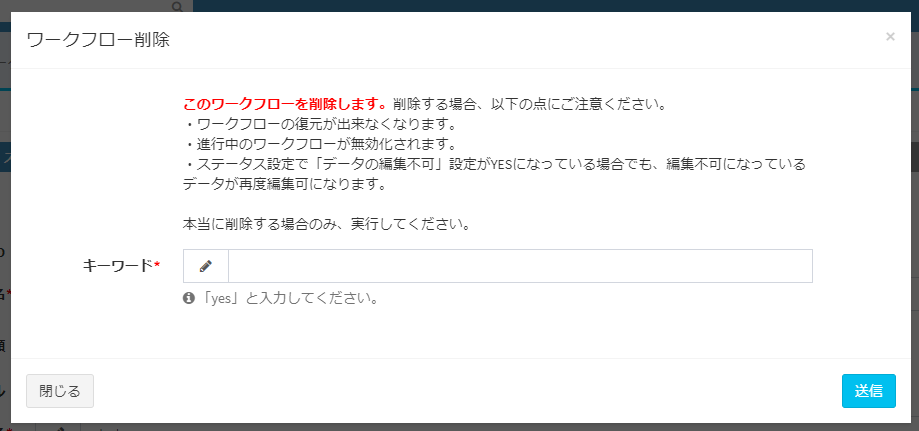 ワークフロー削除
×
このワークフローを削除します。削除する場合、以下の点にご注意ください。
・ワークフローの復元が出来なくなります。
・進行中のワークフローが無効化されます。
・ステータス設定で「データの編集不可」設定がYESになっている場合でも、編集不可になっている
データが再度編集可になります。
本当に削除する場合のみ、実行してください。
キーワード*
「yes」と入力してください。
閉じる
送信